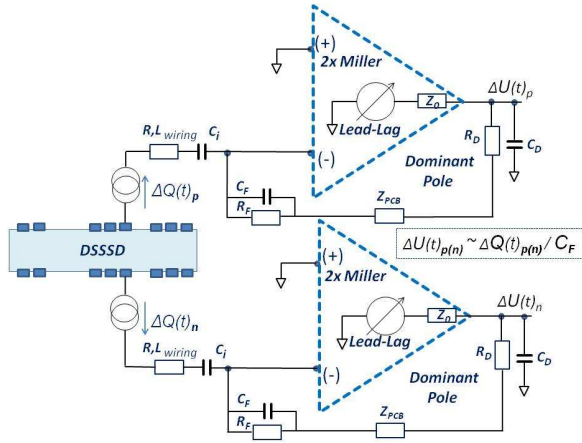 (+)
2x Miller
ΔU(t)p
Z0
Lead-Lag
R,L wiring
Ci
RD
CD
(-)
Dominant
Pole
ΔQ(t)p
CF
RF
ZPCB
DSSSD
ΔU(t)p(n) ~ ΔQ(t)p(n) / CF
(+)
2x Miller
ΔQ(t)n
ΔU(t)n
Z0
Lead-Lag
R,L wiring
Ci
RD
CD
(-)
Dominant
Pole
CF
RF
ZPCB